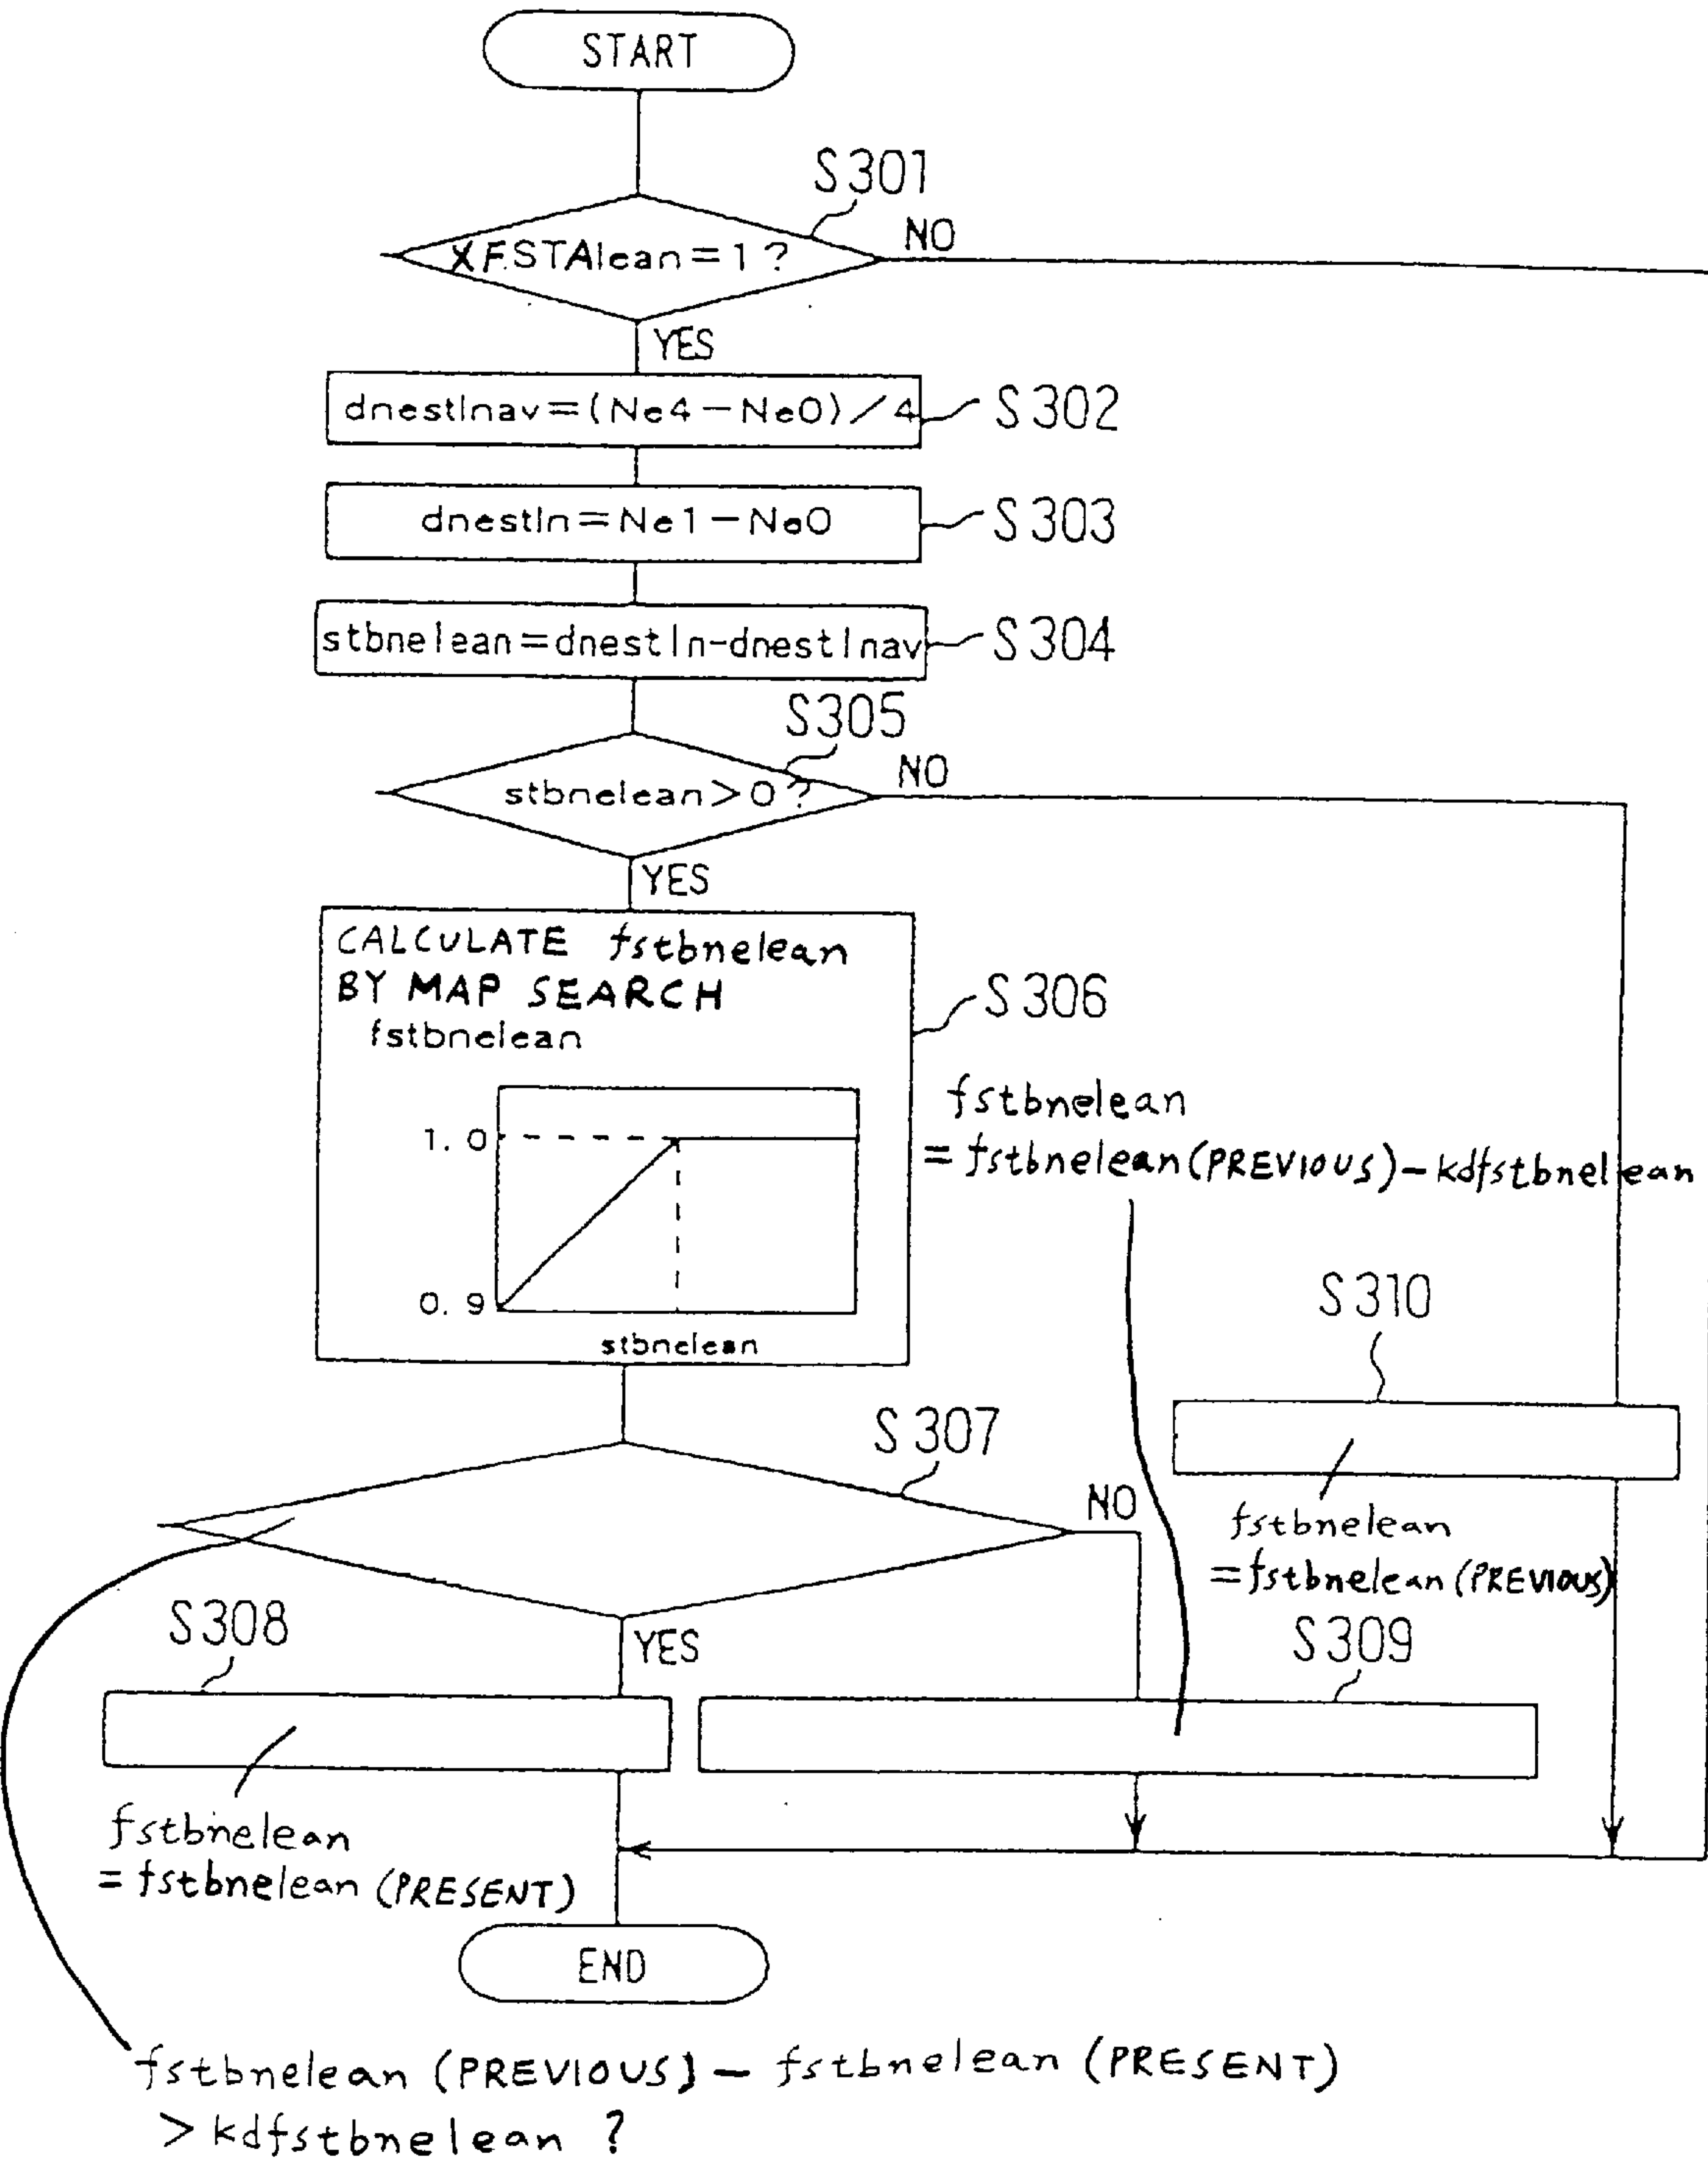 START
S301
XFSTAlean=1?
NO
YES
dnestlnav=(Ne4-Ne0)/4
S302
dnestln=Ne1-Ne0
S303
stbnelean=dnestln-dnestlnav
S304
S305
stbnelean>0?
NO
YES
CALCULATE fstbnelean
BY MAP SEARCH
fstbnelean
1.0
0.9
stbnelean
S306
fstbnelean
=fstbnelean(PREVIOUS)-kdfstbnelean
S310
fstbnelean
=fstbnelean(PREVIOUS)
S307
NO
YES
S308
S309
fstbnelean
=fstbnelean (PRESENT)
END
fstbnelean (PREVIOUS) - fstbnelean (PRESENT)
> kdfstbnelean ?